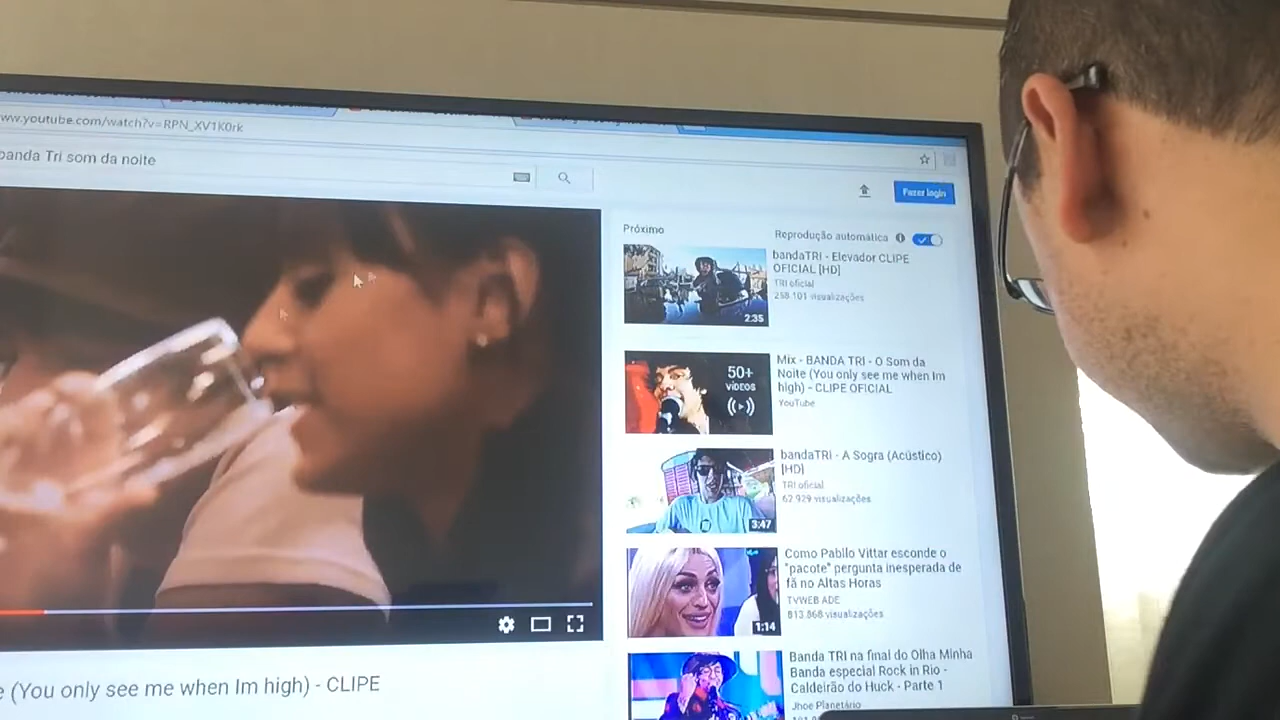 ww.youtube.com/watch?v=RPN_XV1K0rk
banda Tri som da noite
Fazer login
Próximo
Reprodução automática
bandaTRI - Elevador CLIPE
OFICIAL [HD]
TRI oficial
258.101 visualizações
2:35
Mix - BANDA TRI - O Som da
Noite (You only see me when Im
high) - CLIPE OFICIAL
YouTube
50+
VÍDEOS
bandaTRI - A Sogra (Acústico)
[HD]
TRI oficial
62.929 visualizações
3:47
Como Pabllo Vittar esconde o
"pacote" pergunta inesperada de
fã no Altas Horas
TVWEB ADE
813.868 visualizações
1:14
Banda TRI na final do Olha Minha
Banda especial Rock in Rio -
Caldeirão do Huck - Parte 1
Jhoe Planetário
e (You only see me when Im high) - CLIPE